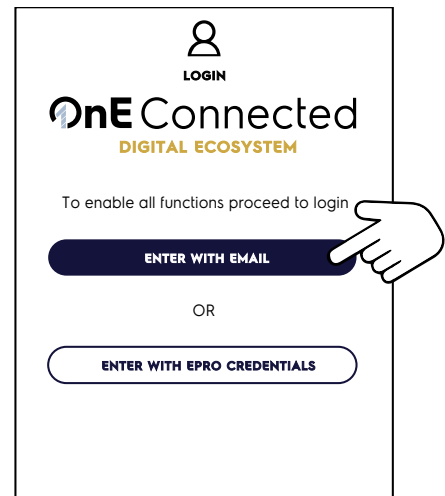 LOGIN
OnE Connected
DIGITAL ECOSYSTEM
To enable all functions proceed to login
ENTER WITH EMAIL
OR
ENTER WITH EPRO CREDENTIALS